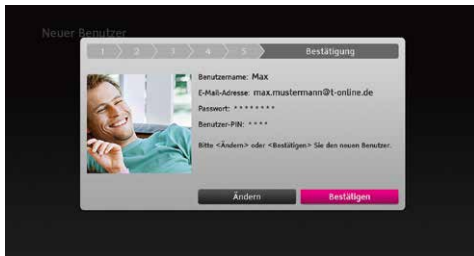 Neuer Benutzer
1 2 3 4 5 Bestätigung
Benutzername: Max
E-Mail-Adresse: max.mustermann@t-online.de
Passwort: ********
Benutzer-PIN: ****
Bitte <Ändern> oder <Bestätigen> Sie den neuen Benutzer.
Ändern Bestätigen